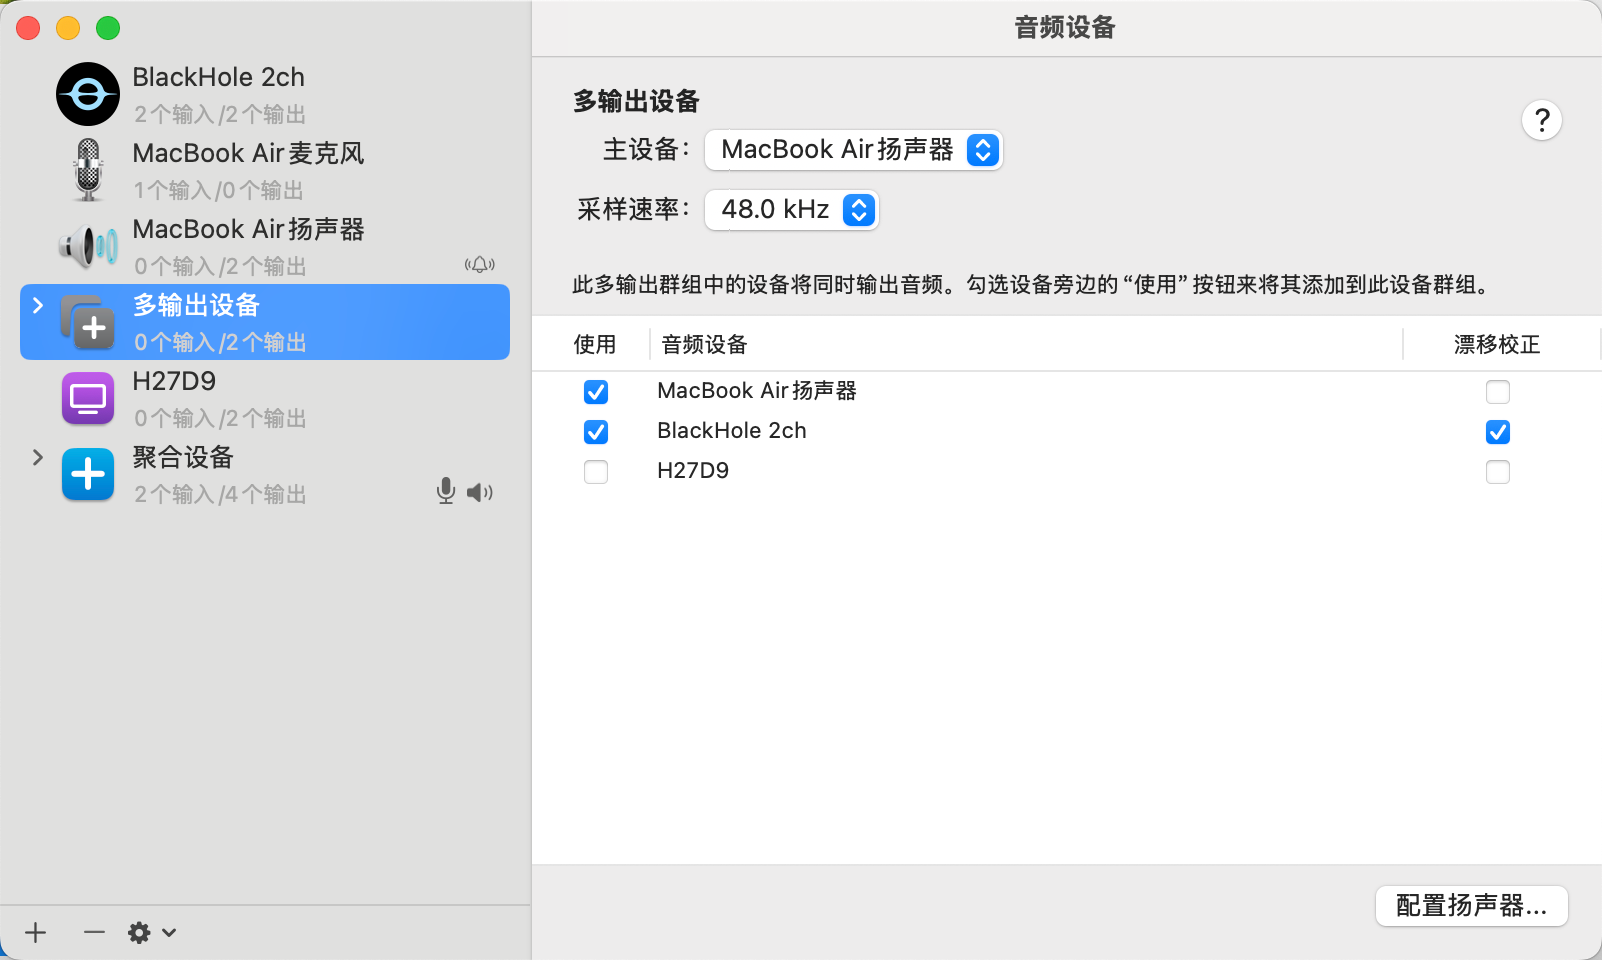 BlackHole 2ch
2个输入/2个输出
MacBook Air麦克风
1个输入/0个输出
MacBook Air扬声器
0个输入/2个输出
多输出设备
0个输入/2个输出
H27D9
0个输入/2个输出
聚合设备
2个输入/4个输出
音频设备
多输出设备
?
主设备： MacBook Air扬声器
采样速率： 48.0 kHz
此多输出群组中的设备将同时输出音频。勾选设备旁边的“使用”按钮来将其添加到此设备群组。
使用 音频设备 漂移校正
MacBook Air扬声器
BlackHole 2ch
H27D9
配置扬声器...